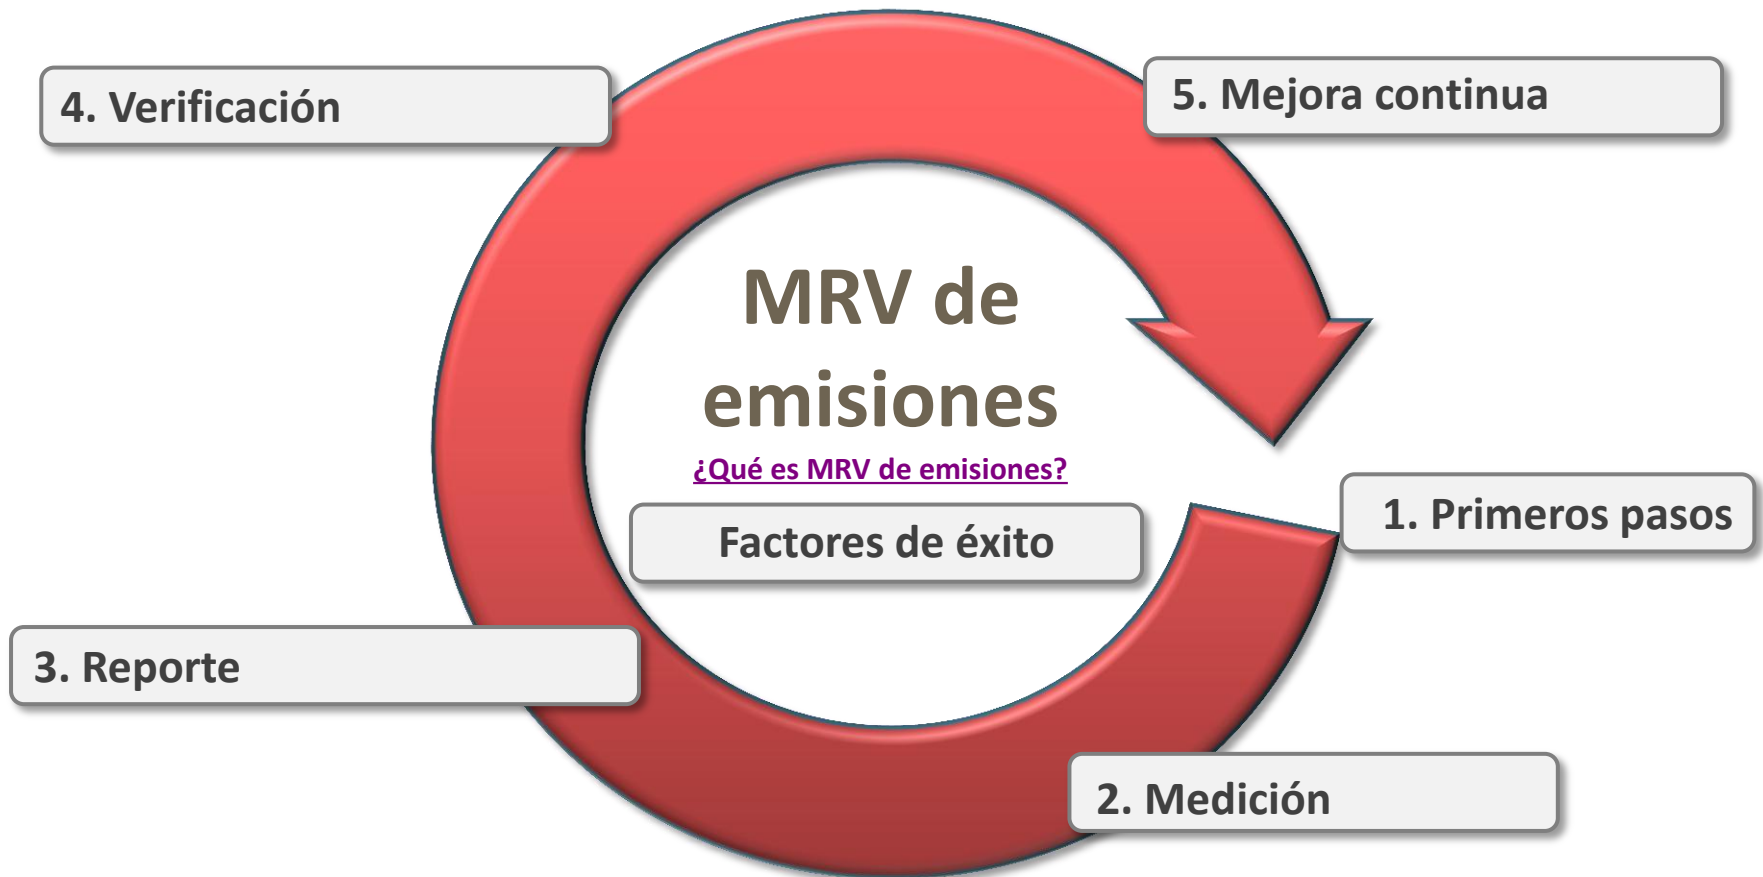 4. Verificación
5. Mejora continua
MRV de
emisiones
¿Qué es MRV de emisiones?
Factores de éxito
1. Primeros pasos
3. Reporte
2. Medición